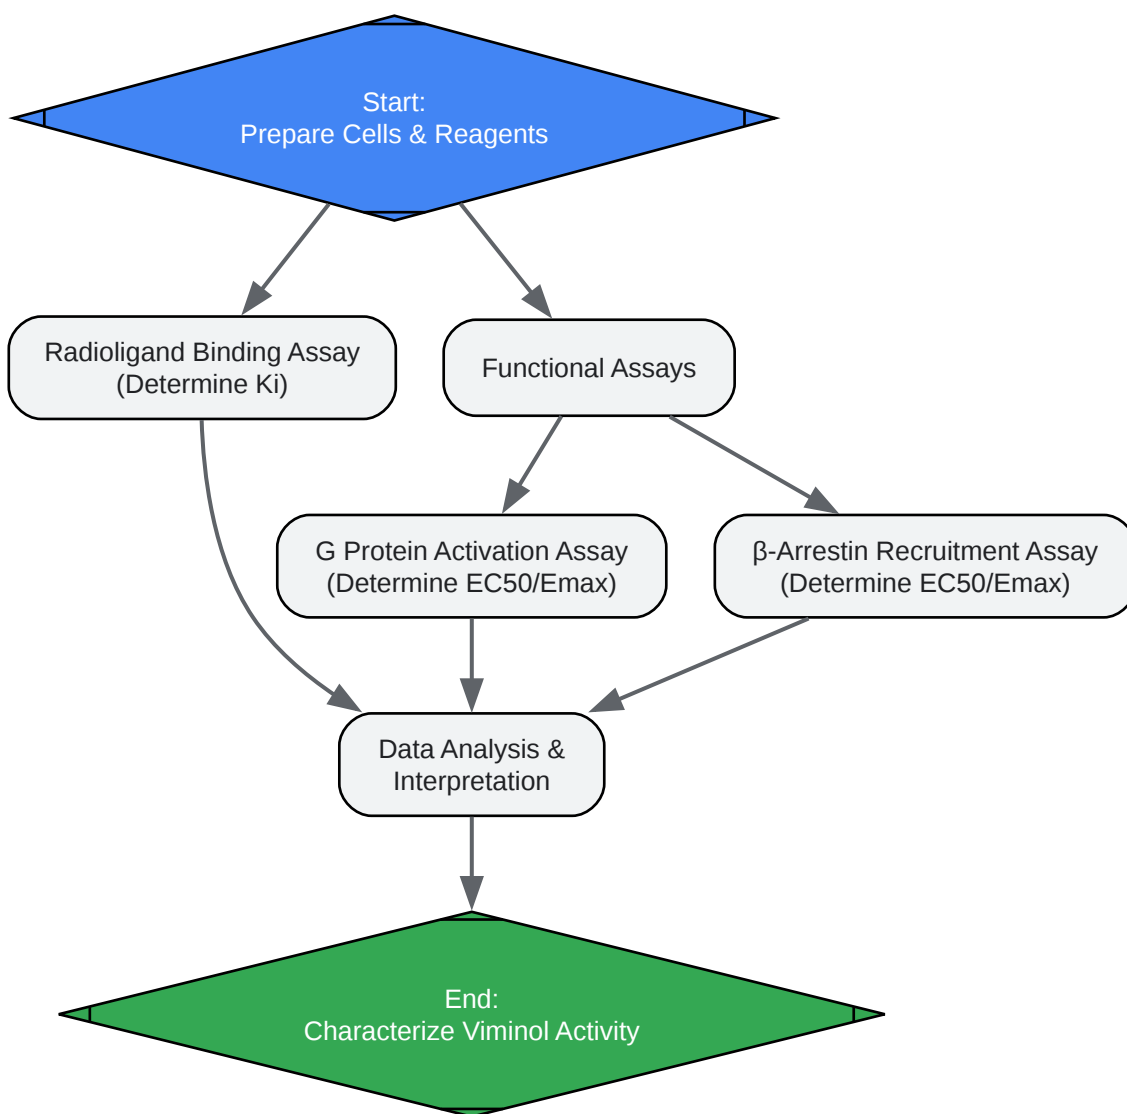 Start:
Prepare Cells & Reagents
Radioligand Binding Assay
(Determine Ki)
Functional Assays
G Protein Activation Assay
(Determine EC50/Emax)
β-Arrestin Recruitment Assay
(Determine EC50/Emax)
Data Analysis &
Interpretation
End:
Characterize Viminol Activity